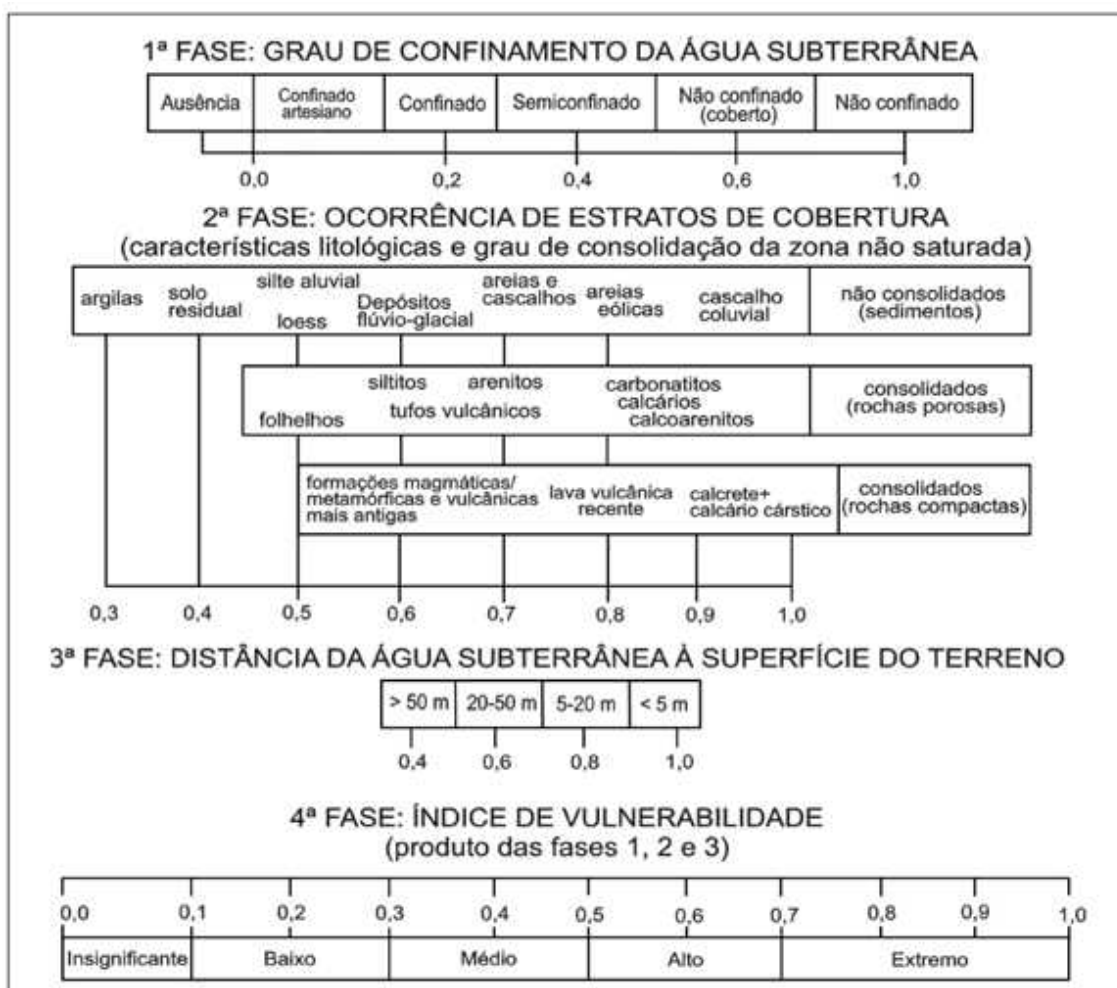 1ª FASE: GRAU DE CONFINAMENTO DA ÁGUA SUBTERRÂNEA
Ausência
Confinado artesiano
Confinado
Semiconfinado
Não confinado (coberto)
Não confinado
0,0 0,2 0,4 0,6 1,0
2ª FASE: OCORRÊNCIA DE ESTRATOS DE COBERTURA
(características litológicas e grau de consolidação da zona não saturada)
argilas
solo residual
silte aluvial
loess
Depósitos flúvio-glacial
areias e cascalhos
areias eólicas
cascalho coluvial
não consolidados (sedimentos)
folhelhos
siltitos
arenitos
tufos vulcânicos
carbonatitos
calcários
calcoarenitos
consolidados (rochas porosas)
formações magmáticas/
metamórficas e vulcânicas
mais antigas
lava vulcânica recente
calcrete+
calcário cárstico
consolidados (rochas compactas)
0,3 0,4 0,5 0,6 0,7 0,8 0,9 1,0
3ª FASE: DISTÂNCIA DA ÁGUA SUBTERRÂNEA À SUPERFÍCIE DO TERRENO
> 50 m 20-50 m 5-20 m < 5 m
0,4 0,6 0,8 1,0
4ª FASE: ÍNDICE DE VULNERABILIDADE
(produto das fases 1, 2 e 3)
0,0 0,1 0,2 0,3 0,4 0,5 0,6 0,7 0,8 0,9 1,0
Insignificante Baixo Médio Alto Extremo